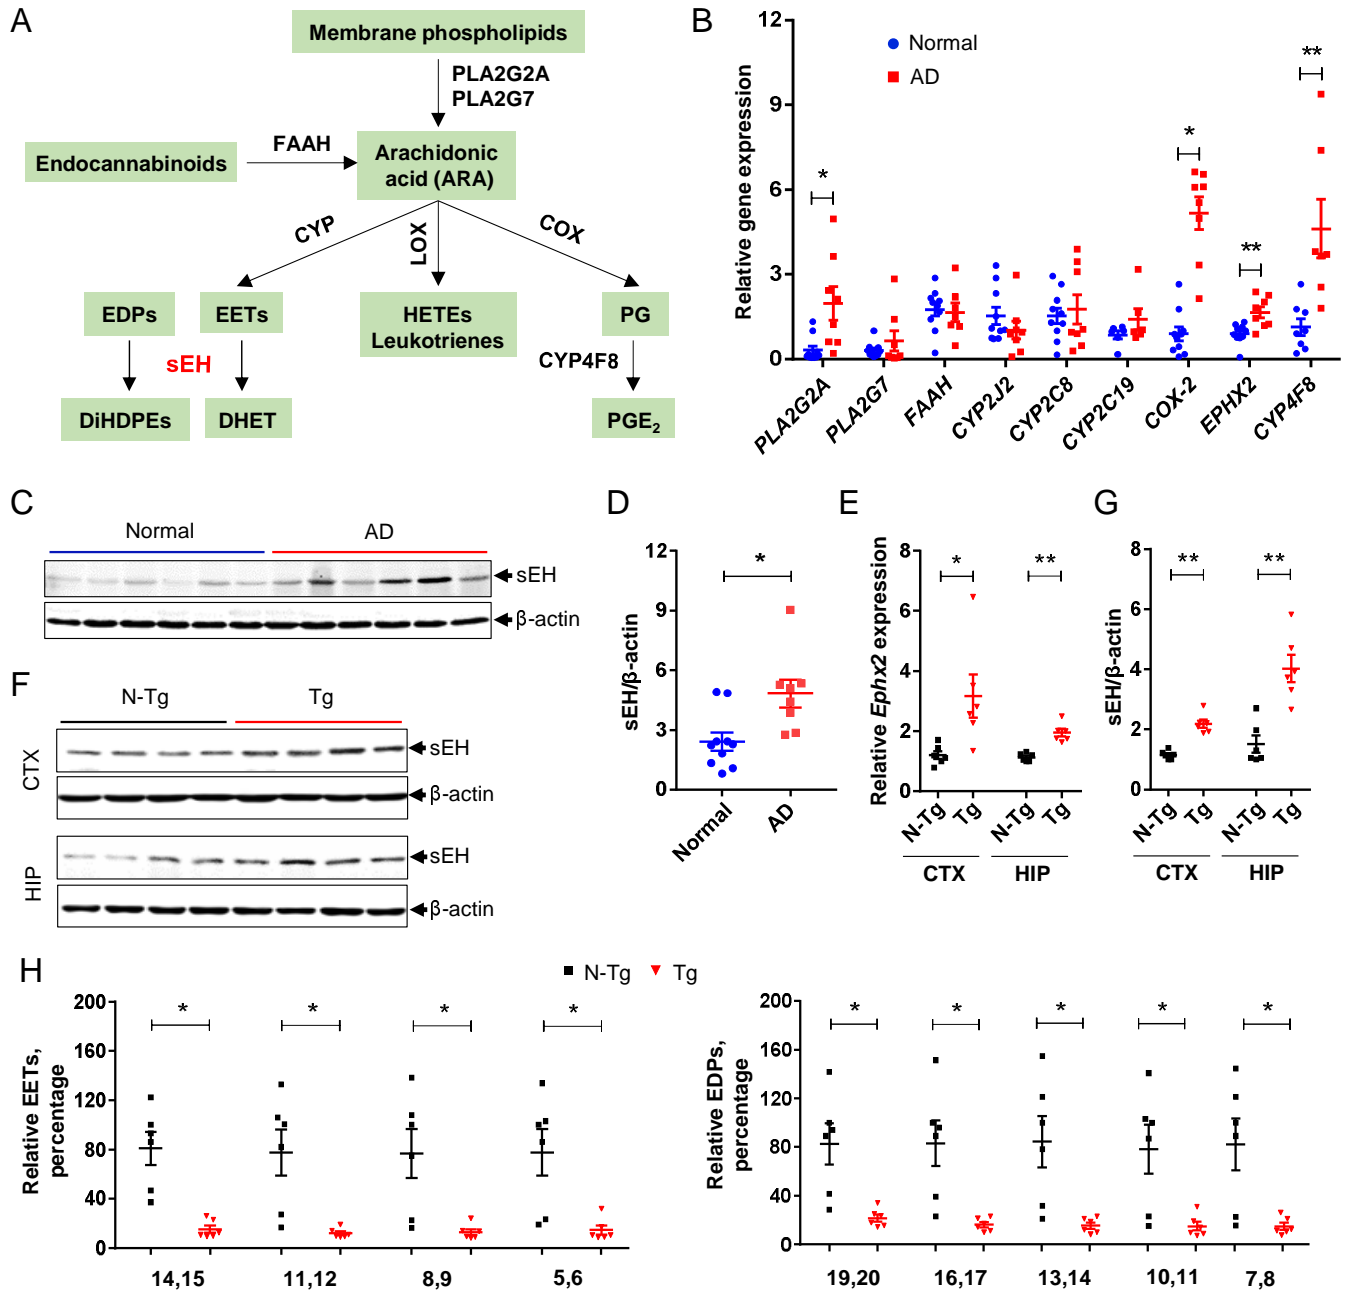 A
Membrane phospholipids
PLA2G2A
PLA2G7
Endocannabinoids
FAAH
Arachidonic
acid (ARA)
CYP
LOX
COX
EDPs
EETs
HETEs
Leukotrienes
PG
sEH
CYP4F8
DiHDPEs
DHET
PGE2
B
Relative gene expression
12
9
6
3
0
Normal
AD
*
*
**
**
PLA2G2A
PLA2G7
FAAH
CYP2J2
CYP2C8
CYP2C19
COX-2
EPHX2
CYP4F8
C
Normal
AD
sEH
β-actin
D
sEH/β-actin
12
9
6
3
0
*
Normal
AD
E
Relative Ephx2 expression
8
6
4
2
0
*
**
N-Tg
Tg
N-Tg
Tg
CTX
HIP
F
N-Tg
Tg
CTX
sEH
β-actin
HIP
sEH
β-actin
G
sEH/β-actin
8
6
4
2
0
**
**
N-Tg
Tg
N-Tg
Tg
CTX
HIP
H
N-Tg
Tg
Relative EETs,
percentage
200
160
120
80
40
0
*
*
*
*
14,15
11,12
8,9
5,6
Relative EDPs,
percentage
200
160
120
80
40
0
*
*
*
*
*
19,20
16,17
13,14
10,11
7,8